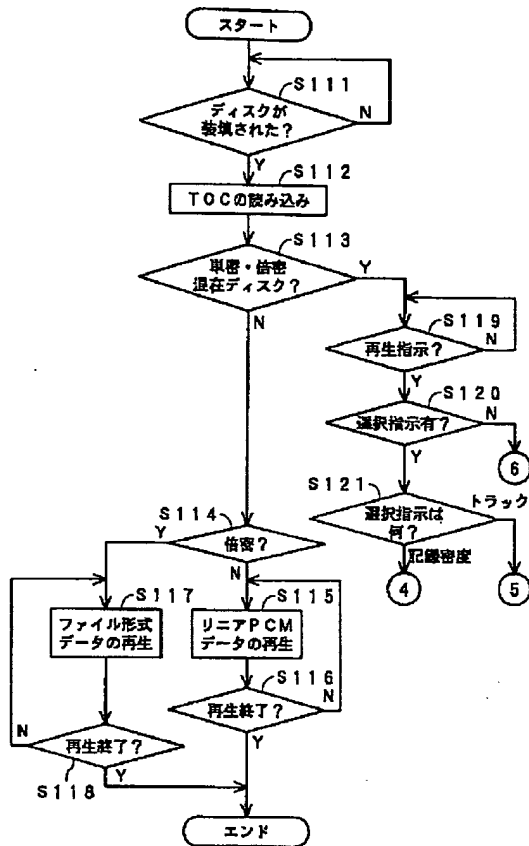 スタート
S111
ディスクが
装填された？
N
Y
S112
TOCの読み込み
S113
単密・倍密
混在ディスク？
Y
N
S119
再生指示？
N
Y
S120
選択指示有？
N
Y
6
S121
選択指示は
何？
トラック
記録密度
4
5
S114
Y
倍密？
N
S117
ファイル形式
データの再生
S115
リニアPCM
データの再生
S116
再生終了？
N
Y
N
再生終了？
S118
Y
エンド